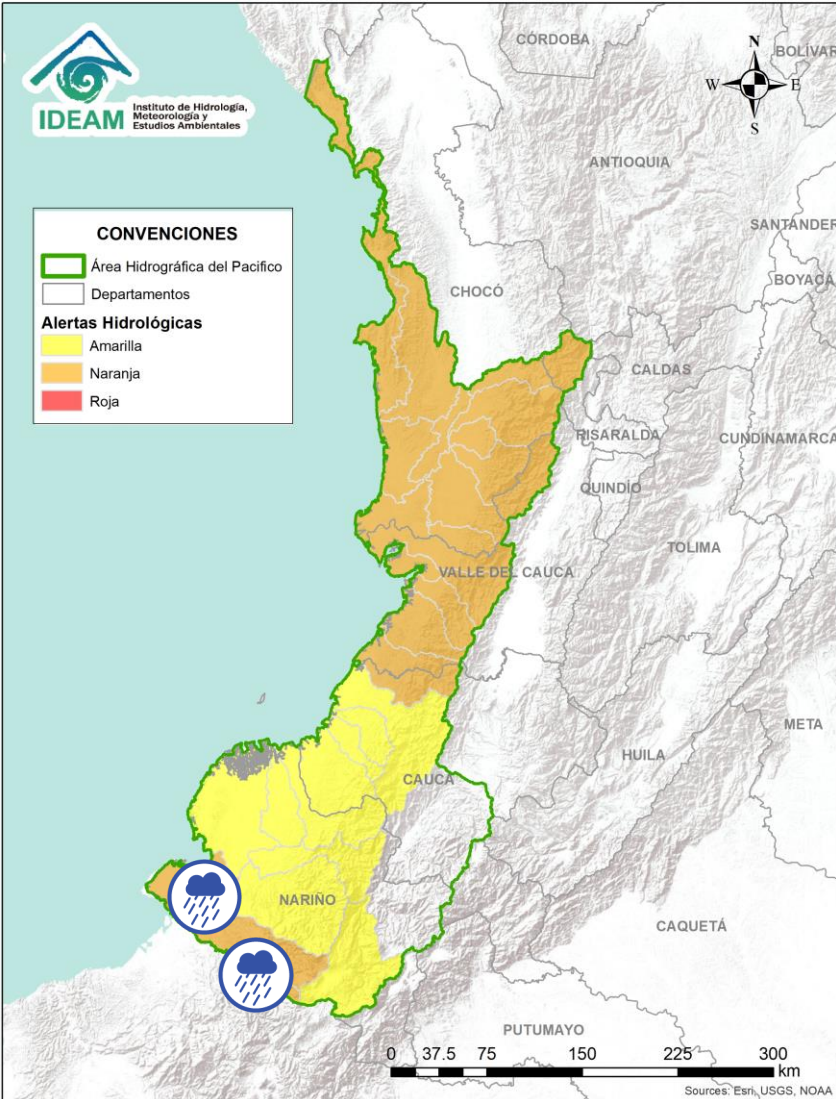 IDEAM
Instituto de Hidrología,
Meteorología y
Estudios Ambientales
CONVENCIONES
Área Hidrográfica del Pacifico
Departamentos
Alertas Hidrológicas
Amarilla
Naranja
Roja
N
W E
S
CÓRDOBA
BOLÍVAR
ANTIOQUIA
SANTANDER
BOYACÁ
CHOCÓ
CALDAS
RISARALDA
CUNDINAMARCA
QUINDÍO
TOLIMA
VALLE DEL CAUCA
META
HUILA
CAUCA
NARIÑO
CAQUETÁ
PUTUMAYO
0 37.5 75 150 225 300
km
Sources: Esri, USGS, NOAA